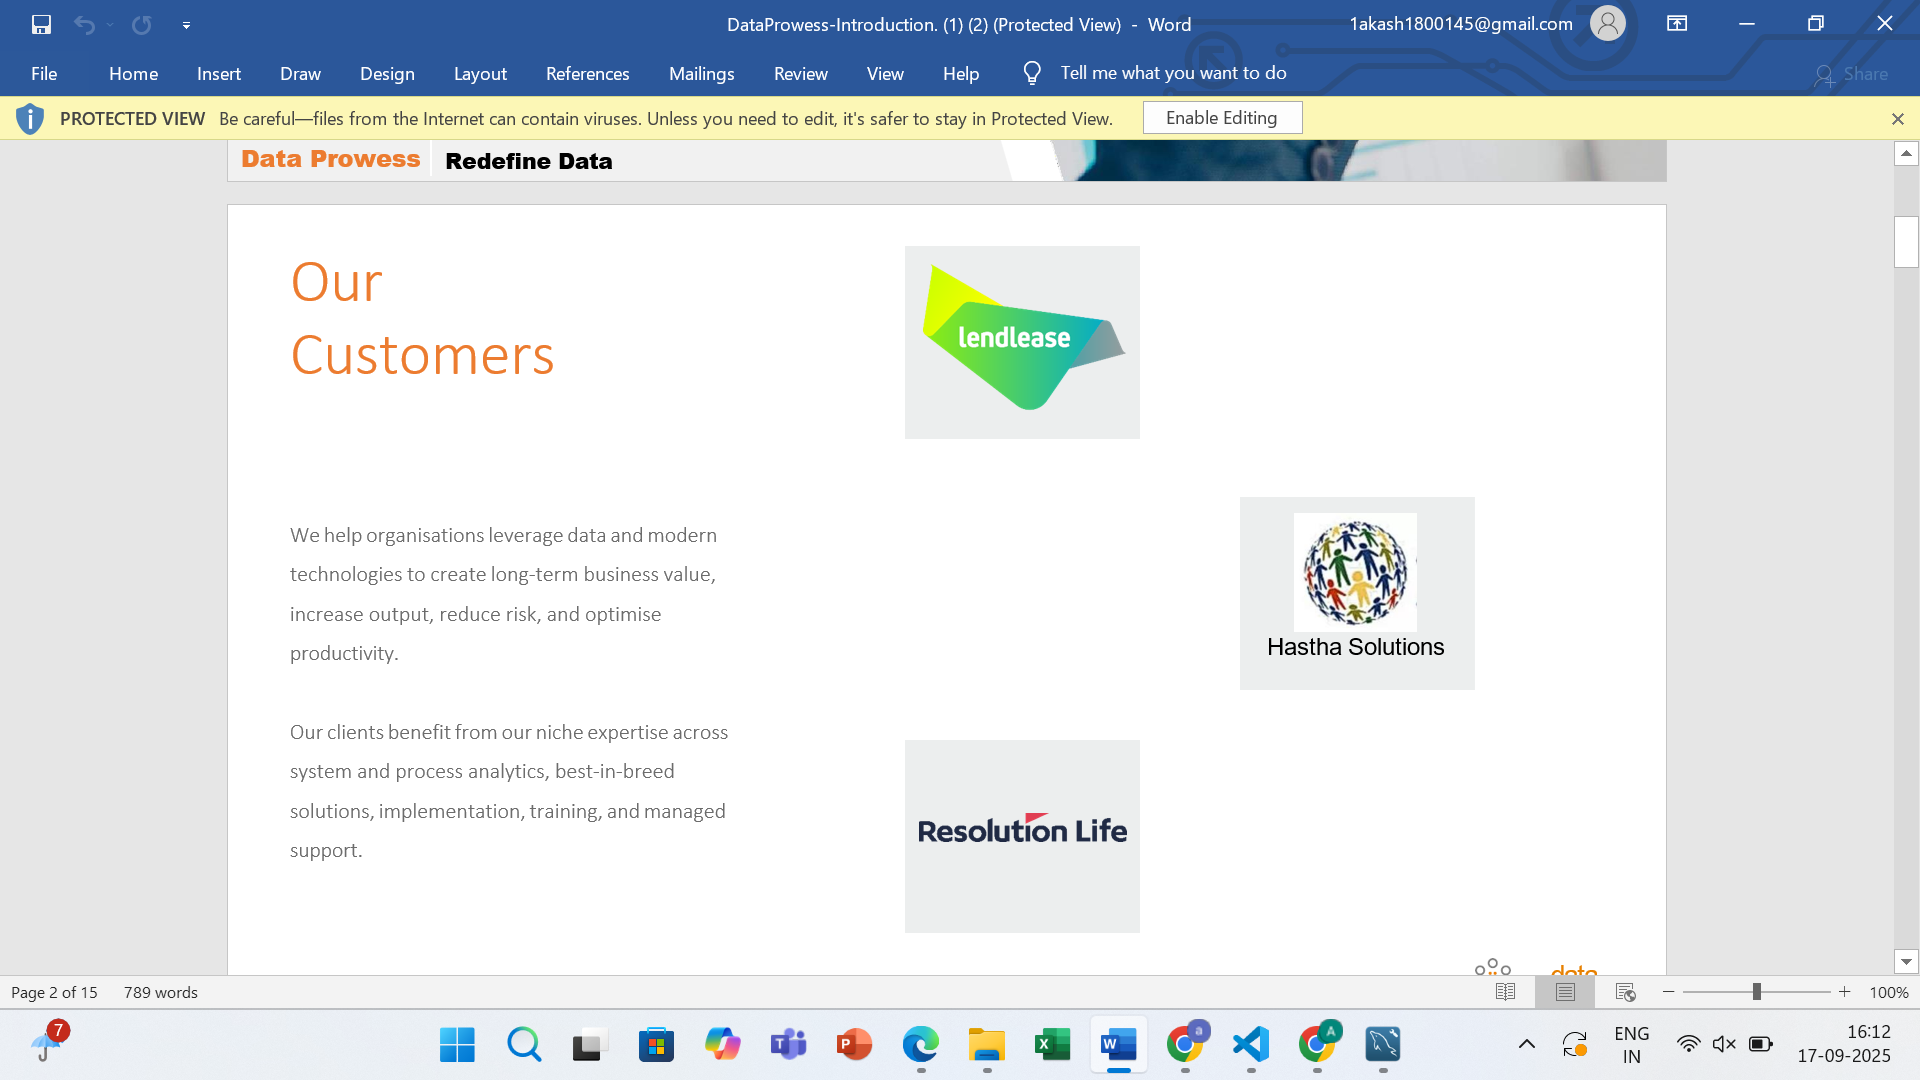 DataProwess-Introduction. (1) (2) (Protected View) - Word
1akash1800145@gmail.com
File Home Insert Draw Design Layout References Mailings Review View Help Tell me what you want to do Share
PROTECTED VIEW Be careful—files from the Internet can contain viruses. Unless you need to edit, it's safer to stay in Protected View. Enable Editing
Data Prowess Redefine Data
Our
Customers
lendlease
We help organisations leverage data and modern
technologies to create long-term business value,
increase output, reduce risk, and optimise
productivity.
Hastha Solutions
Our clients benefit from our niche expertise across
system and process analytics, best-in-breed
solutions, implementation, training, and managed
support.
Resolution Life
data
Page 2 of 15 789 words 100%
7
ENG
IN
16:12
17-09-2025